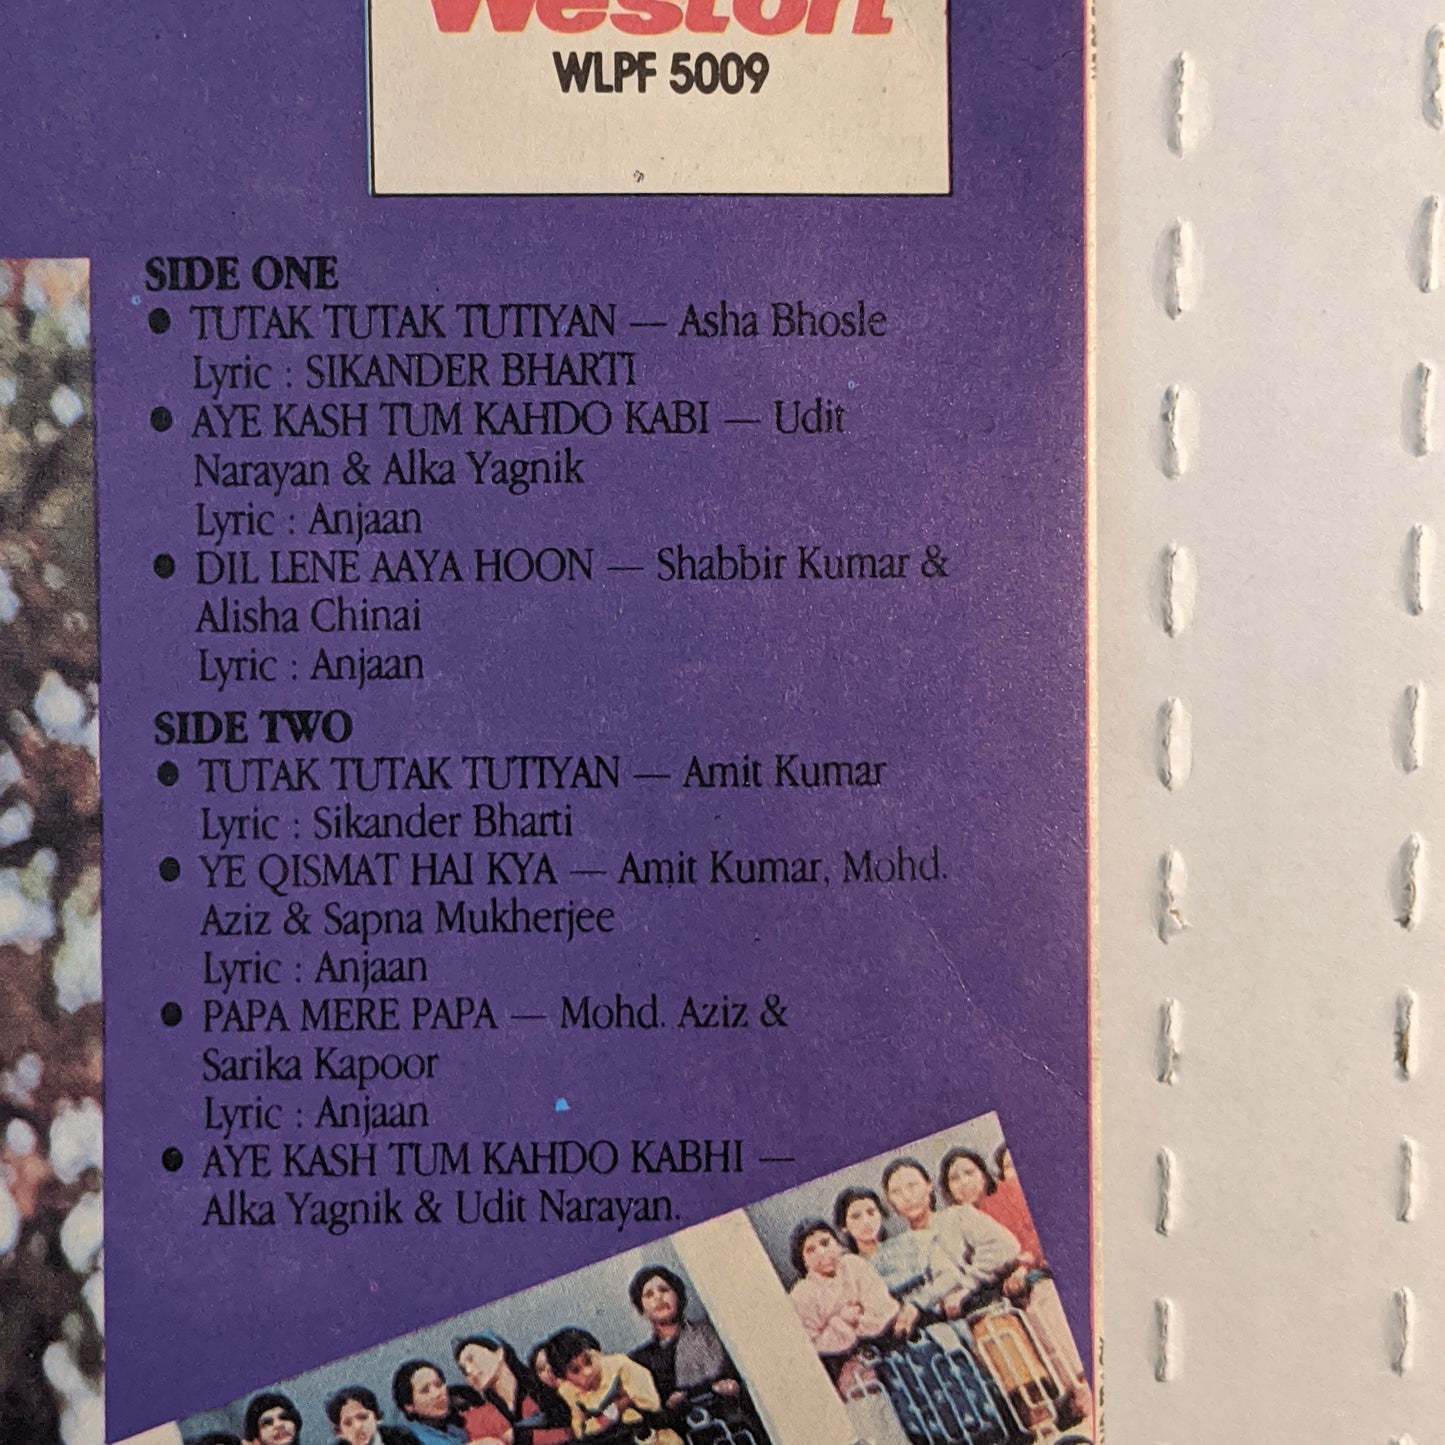 Weston
WLPF 5009
SIDE ONE
● TUTAK TUTAK TUTIYAN — Asha Bhosle
Lyric : SIKANDER BHARTI
● AYE KASH TUM KAHDO KABI — Udit
Narayan & Alka Yagnik
Lyric : Anjaan
● DIL LENE AAYA HOON — Shabbir Kumar &
Alisha Chinai
Lyric : Anjaan
SIDE TWO
● TUTAK TUTAK TUTIYAN — Amit Kumar
Lyric : Sikander Bharti
● YE QISMAT HAI KYA — Amit Kumar, Mohd.
Aziz & Sapna Mukherjee
Lyric : Anjaan
● PAPA MERE PAPA — Mohd. Aziz &
Sarika Kapoor
Lyric : Anjaan
● AYE KASH TUM KAHDO KABHI —
Alka Yagnik & Udit Narayan.